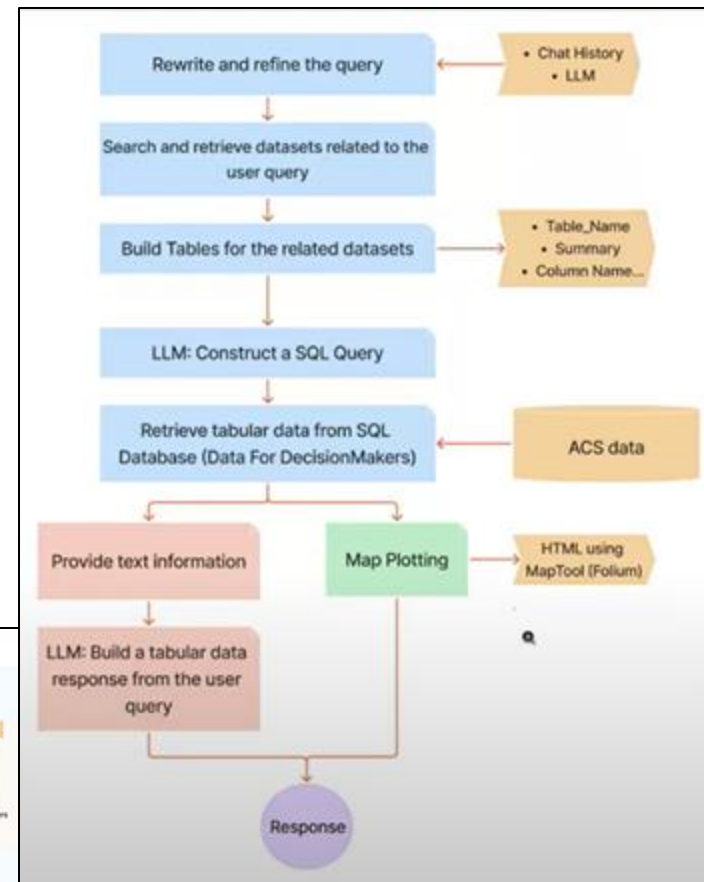 Rewrite and refine the query
• Chat History
• LLM
Search and retrieve datasets related to the
user query
Build Tables for the related datasets
• Table_Name
• Summary
• Column Name...
LLM: Construct a SQL Query
Retrieve tabular data from SQL
Database (Data For DecisionMakers)
ACS data
Provide text information
Map Plotting
HTML using
MapTool (Folium)
LLM: Build a tabular data
response from the user
query
Response